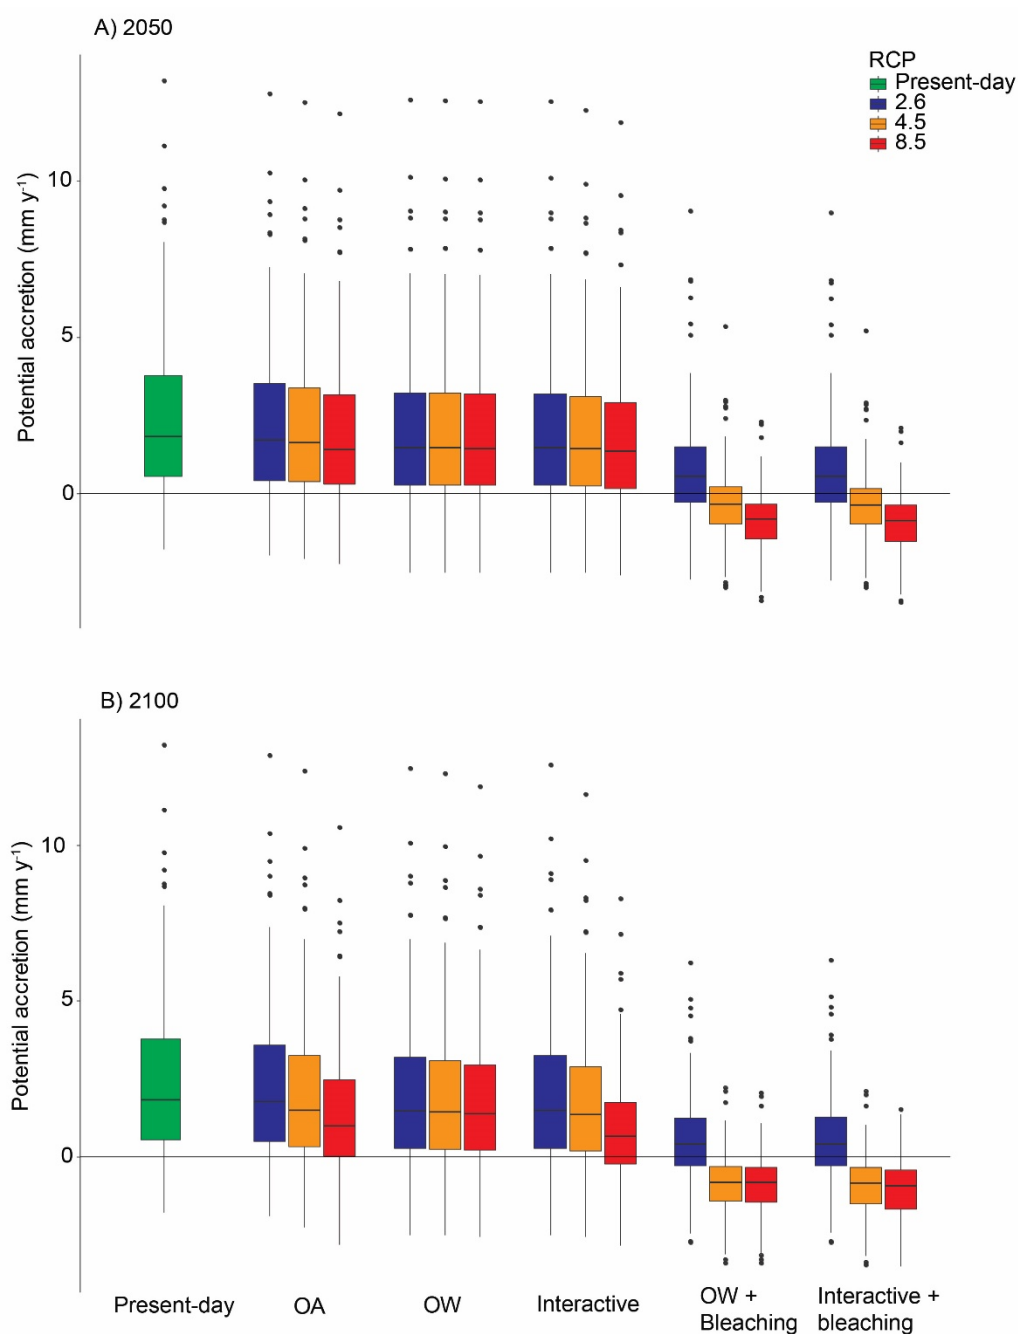 A) 2050
RCP
Present-day
2.6
4.5
8.5
Potential accretion (mm y⁻¹)
10
5
0
B) 2100
Potential accretion (mm y⁻¹)
10
5
0
Present-day
OA
OW
Interactive
OW +
Bleaching
Interactive +
bleaching